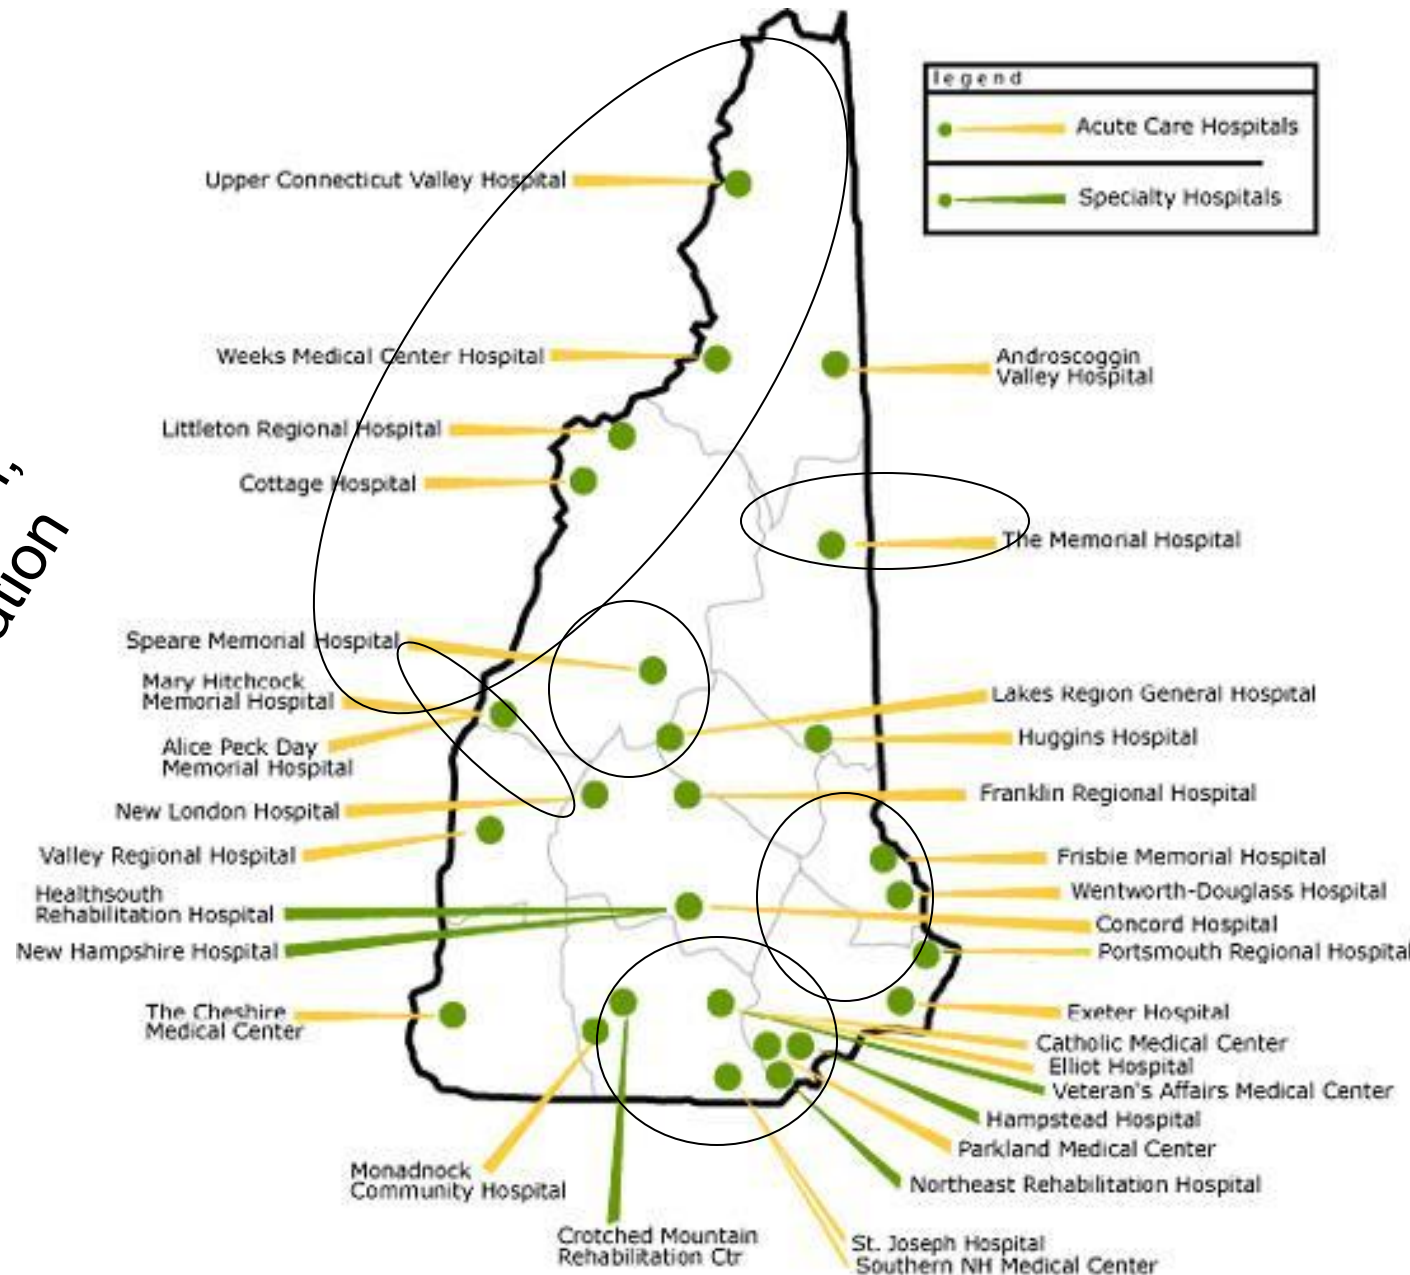 legend
Acute Care Hospitals
Specialty Hospitals
Upper Connecticut Valley Hospital
Weeks Medical Center Hospital
Androscoggin
Valley Hospital
Littleton Regional Hospital
Cottage Hospital
The Memorial Hospital
Speare Memorial Hospital
Mary Hitchcock
Memorial Hospital
Alice Peck Day
Memorial Hospital
Lakes Region General Hospital
Huggins Hospital
New London Hospital
Franklin Regional Hospital
Valley Regional Hospital
Frisbie Memorial Hospital
Healthsouth
Rehabilitation Hospital
Wentworth-Douglass Hospital
Concord Hospital
New Hampshire Hospital
Portsmouth Regional Hospital
The Cheshire
Medical Center
Exeter Hospital
Catholic Medical Center
Elliot Hospital
Veteran's Affairs Medical Center
Hampstead Hospital
Parkland Medical Center
Monadnock
Community Hospital
Northeast Rehabilitation Hospital
Crotched Mountain
Rehabilitation Ctr
St. Joseph Hospital
Southern NH Medical Center